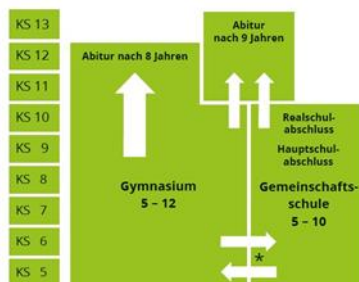 KS 13
KS 12
KS 11
KS 10
KS 9
KS 8
KS 7
KS 6
KS 5
Abitur nach 8 Jahren
Gymnasium
5 – 12
Abitur
nach 9 Jahren
Realschul-
abschluss
Hauptschul-
abschluss
Gemeinschafts-
schule
5 – 10
*